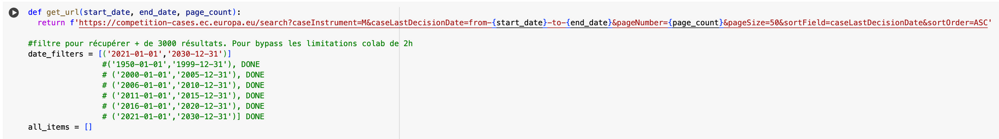 def get_url(start_date, end_date, page_count):
  return f'https://competition-cases.ec.europa.eu/search?caseInstrument=M&caseLastDecisionDate=from-{start_date}-to-{end_date}&pageNumber={page_count}&pageSize=50&sortField=caseLastDecisionDate&sortOrder=ASC'

#filtre pour récupérer + de 3000 résultats. Pour bypass les limitations colab de 2h
date_filters = [('2021-01-01','2030-12-31')]
                #('1950-01-01','1999-12-31'), DONE
                # ('2000-01-01','2005-12-31'), DONE
                # ('2006-01-01','2010-12-31'), DONE
                # ('2011-01-01','2015-12-31'), DONE
                # ('2016-01-01','2020-12-31'), DONE
                # ('2021-01-01','2030-12-31')] DONE
all_items = []